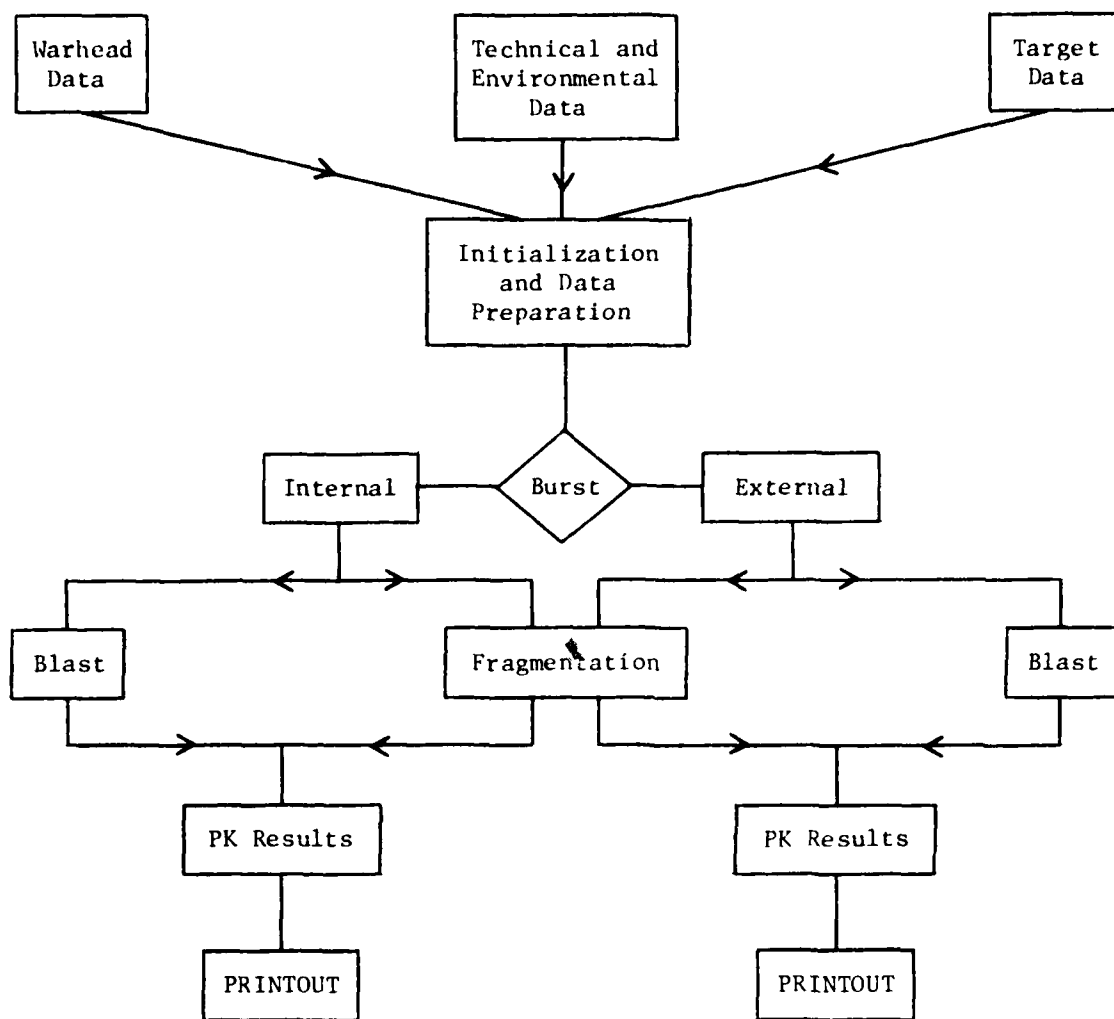 Warhead
Data
Technical and
Environmental
Data
Target
Data
Initialization
and Data
Preparation
Internal
Burst
External
Blast
Fragmentation
Blast
PK Results
PK Results
PRINTOUT
PRINTOUT